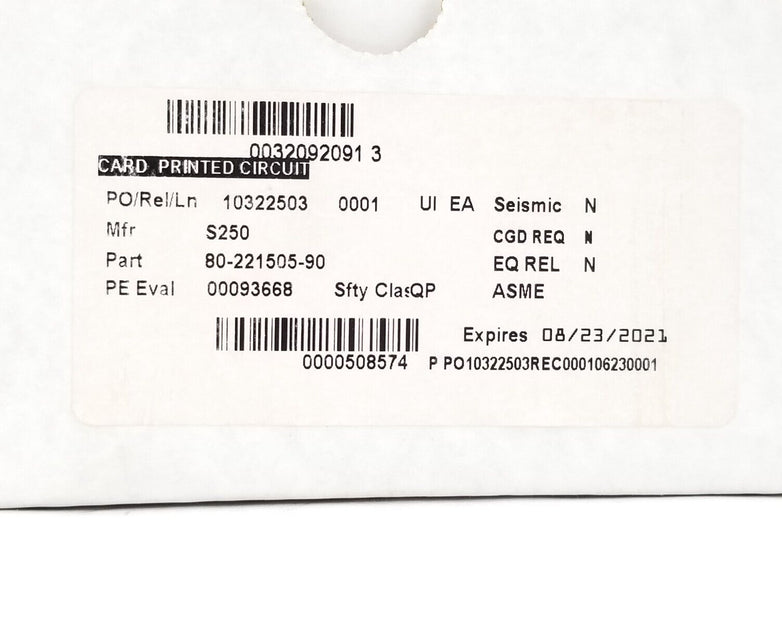 0032092091 3
CARD PRINTED CIRCUIT
PO/Rel/Ln 10322503 0001 UI EA Seismic N
Mfr S250 CGD REQ N
Part 80-221505-90 EQ REL N
PE Eval 00093668 Sfty ClasQP ASME
Expires 08/23/2021
0000508574 P PO10322503REC000106230001